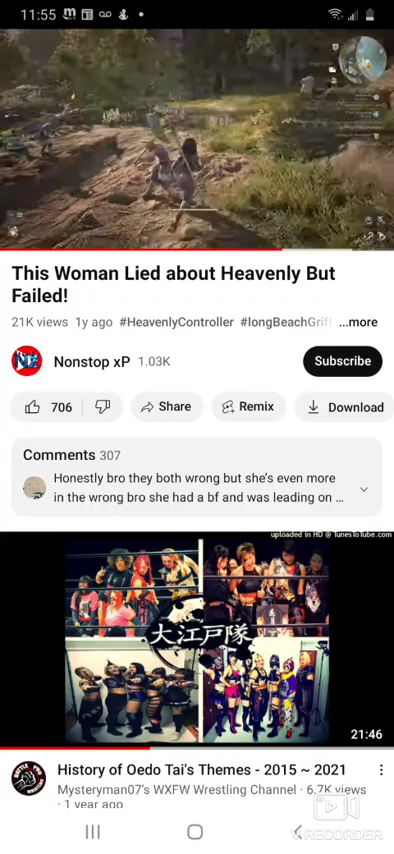 11:55
This Woman Lied about Heavenly But
Failed!
21K views 1y ago #HeavenlyController #longBeachGriff ...more
Nonstop xP 1.03K
Subscribe
706
Share
Remix
Download
Comments 307
Honestly bro they both wrong but she's even more
in the wrong bro she had a bf and was leading on ...
uploaded in HD @ TunesToTube.com
大江戸隊
21:46
History of Oedo Tai's Themes - 2015 ~ 2021
Mysteryman07's WXFW Wrestling Channel · 6.7K views
· 1 year ago
RECORDER